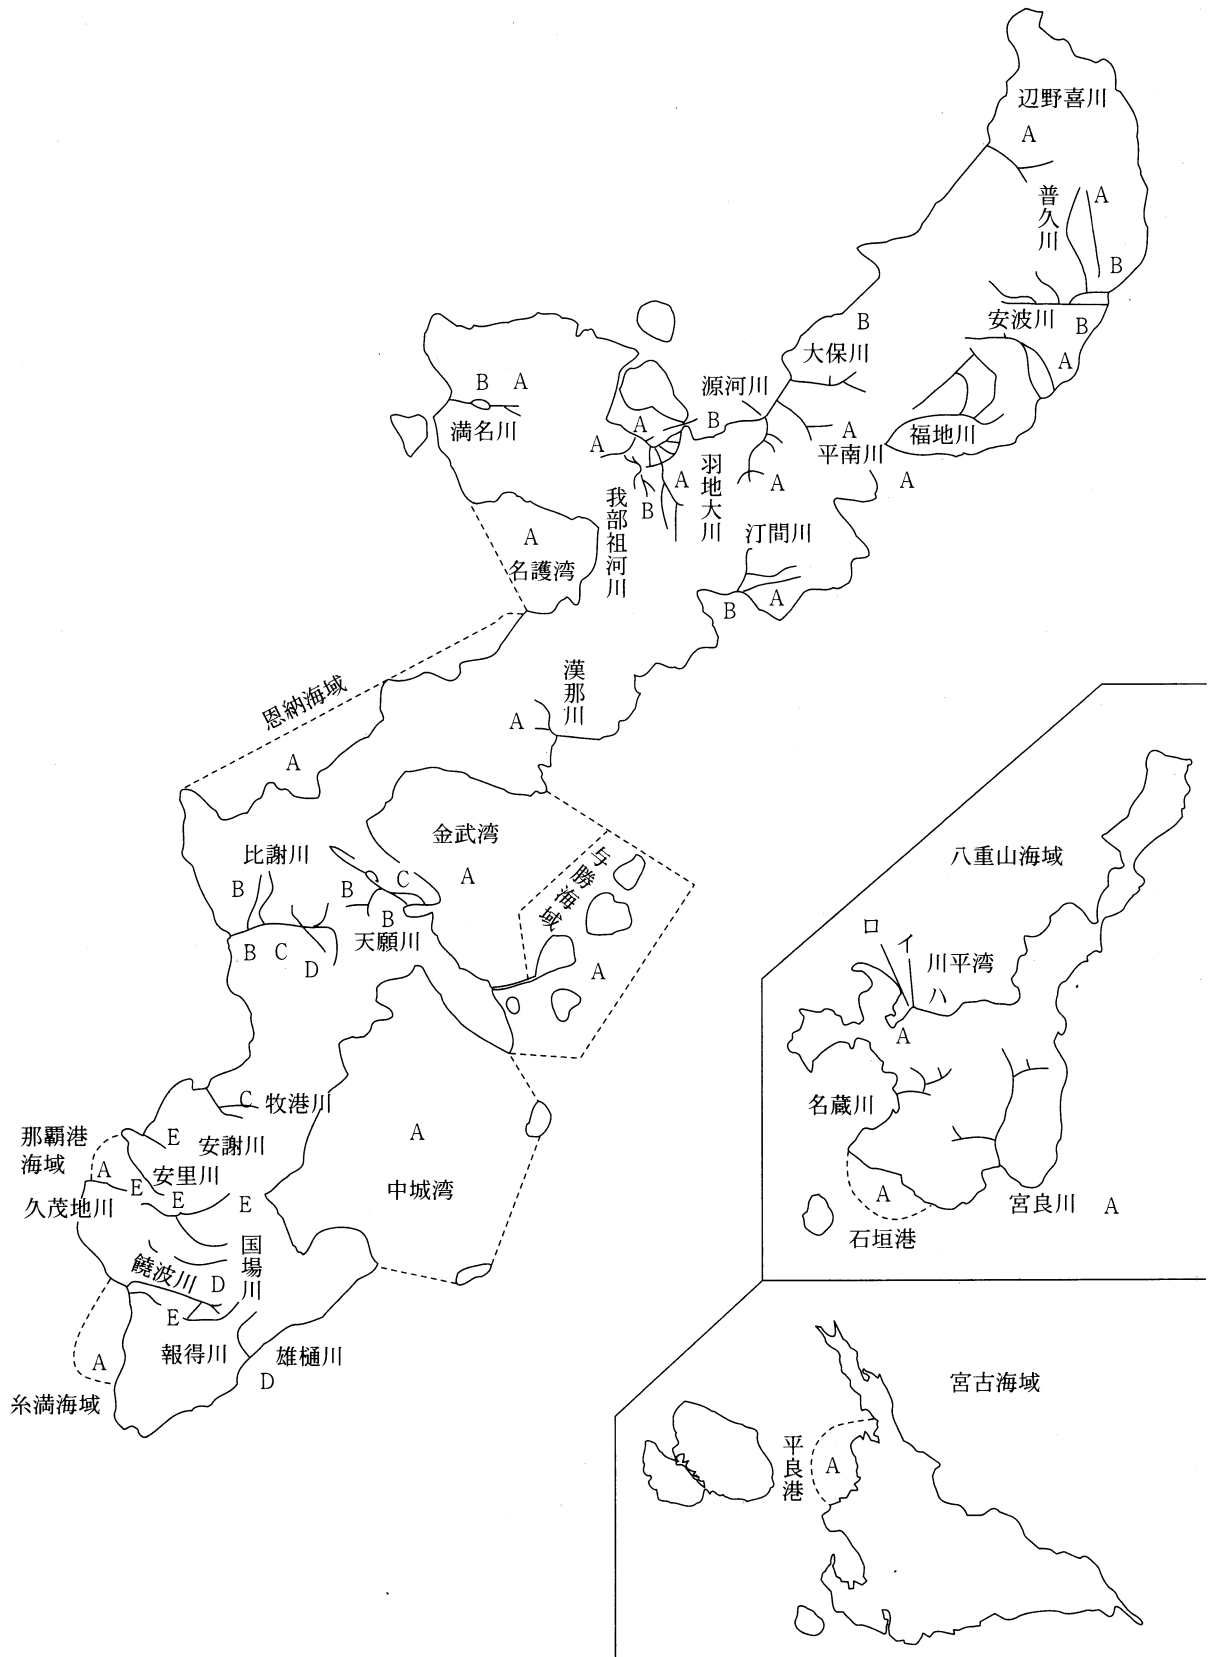 辺野喜川
A
普久川
A
B
安波川
B
A
B
大保川
源河川
B
A
平南川
福地川
A
A
B A
満名川
A
A
B
我部祖河川
A
羽地大川
汀間川
B
A
A
名護湾
漢那川
A
恩納海域
A
金武湾
A
与勝海域
A
比謝川
B
B
C
D
B
C
B
天願川
牧港川
C
E
安謝川
那覇港
海域
A
安里川
E
E
E
久茂地川
国場川
饒波川
D
E
報得川
雄樋川
D
A
糸満海域
A
中城湾
八重山海域
ロ
イ
川平湾
ハ
A
名蔵川
A
石垣港
宮良川
A
宮古海域
平良港
A